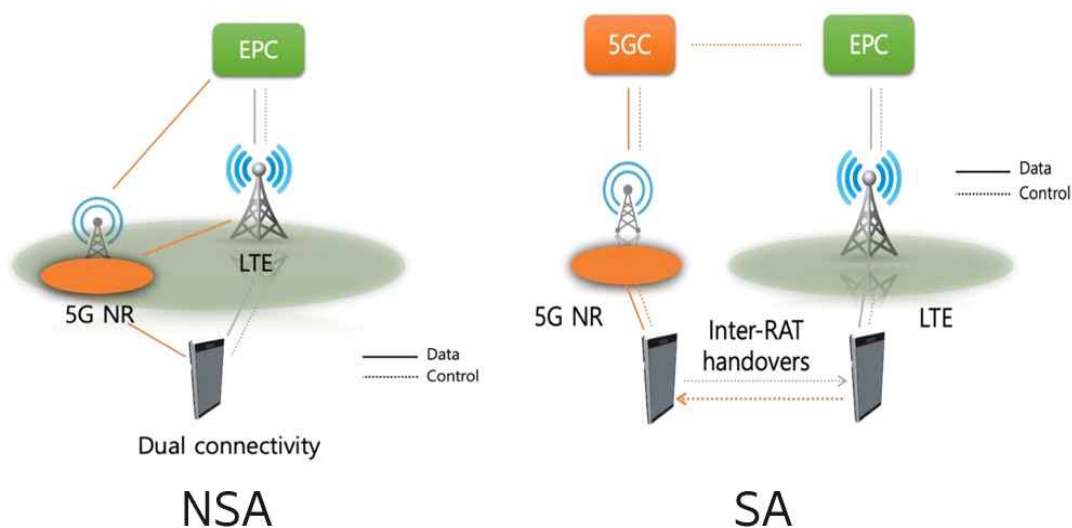 EPC
LTE
5G NR
Data
Control
Dual connectivity
NSA
5GC
EPC
Data
Control
5G NR
LTE
Inter-RAT
handovers
SA